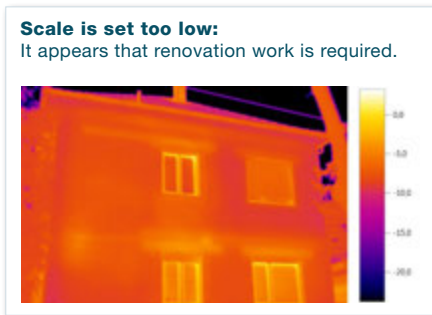 Scale is set too low:
It appears that renovation work is required.
0,0
-5,0
-10,0
-15,0
-20,0